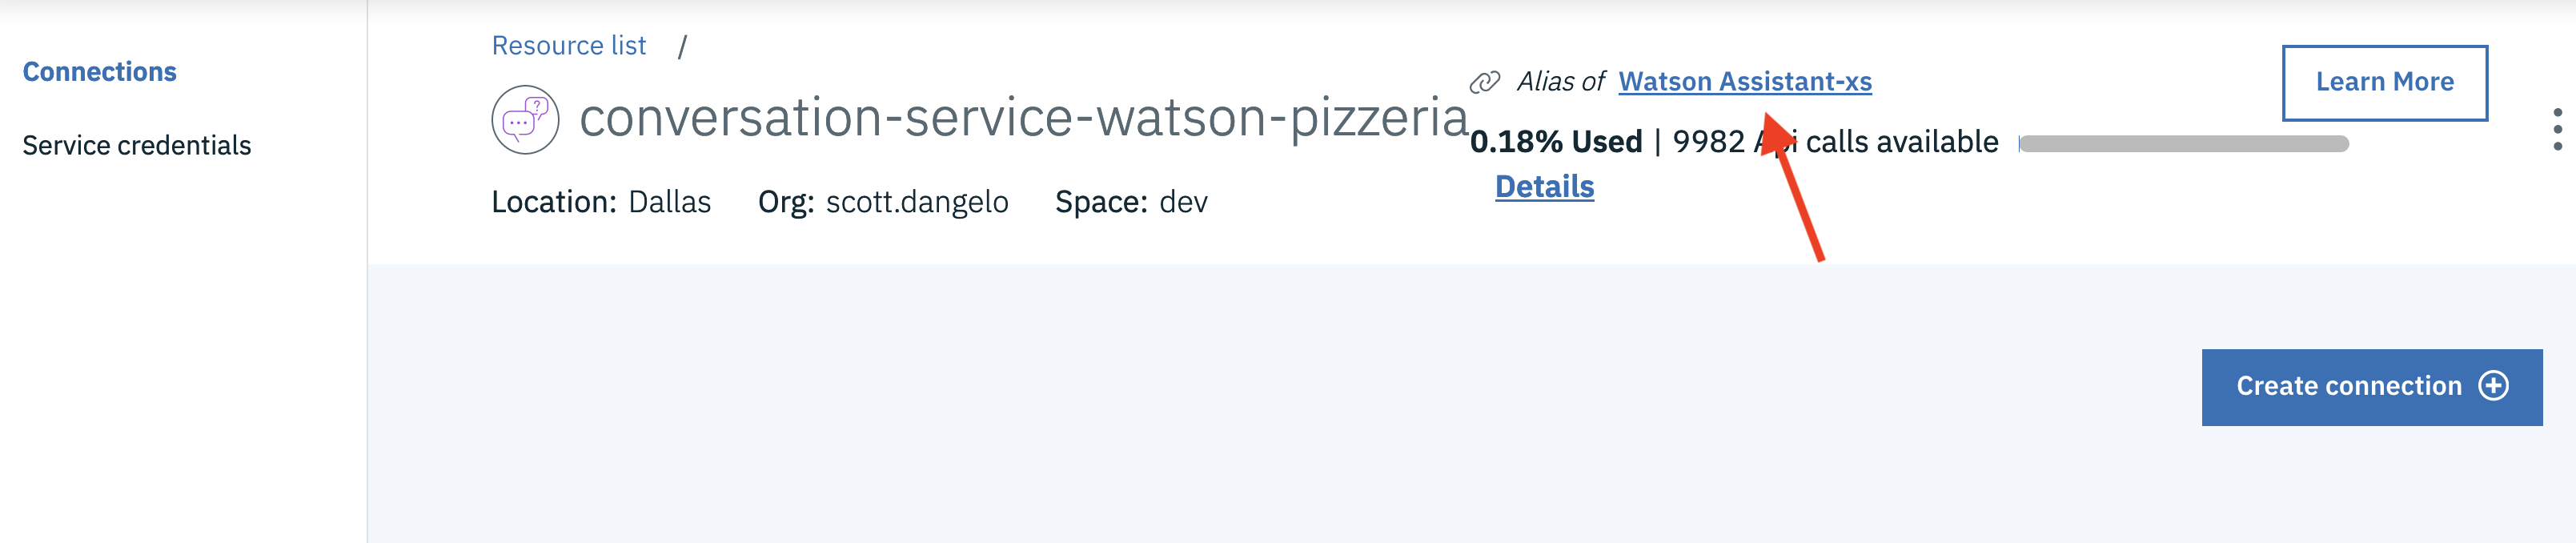 Connections
Service credentials
Resource list /
conversation-service-watson-pizzeria
Location: Dallas Org: scott.dangelo Space: dev
Alias of Watson Assistant-xs
0.18% Used | 9982 Api calls available
Details
Learn More
Create connection